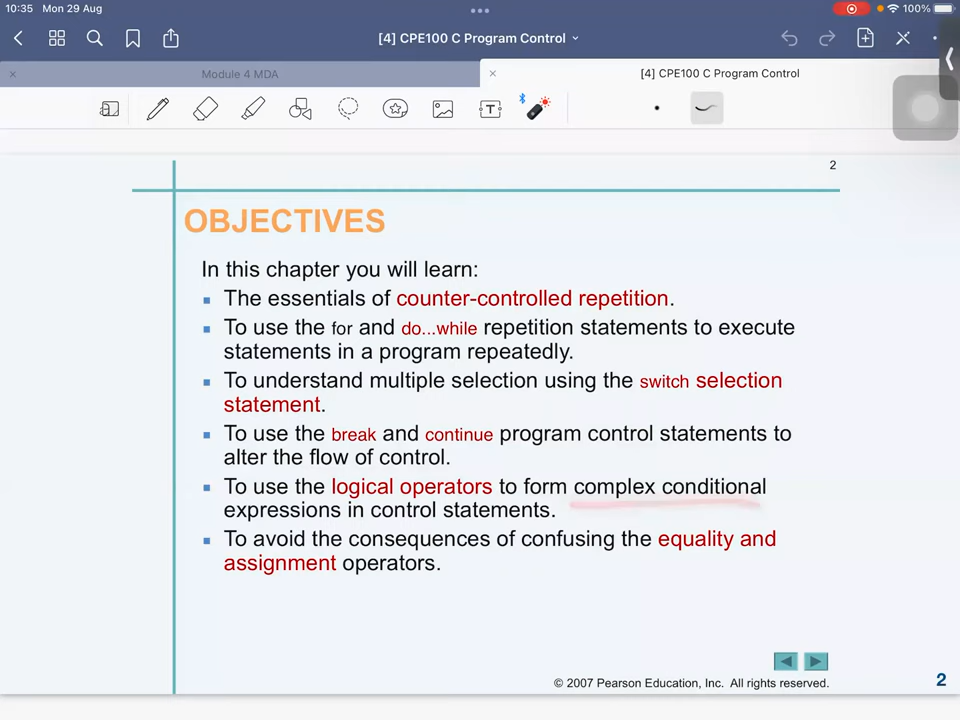 10:35 Mon 29 Aug
100%
[4] CPE100 C Program Control
Module 4 MDA
[4] CPE100 C Program Control
T
2
OBJECTIVES
In this chapter you will learn:
The essentials of counter-controlled repetition.
To use the for and do...while repetition statements to execute
statements in a program repeatedly.
To understand multiple selection using the switch selection
statement.
To use the break and continue program control statements to
alter the flow of control.
To use the logical operators to form complex conditional
expressions in control statements.
To avoid the consequences of confusing the equality and
assignment operators.
© 2007 Pearson Education, Inc. All rights reserved.
2